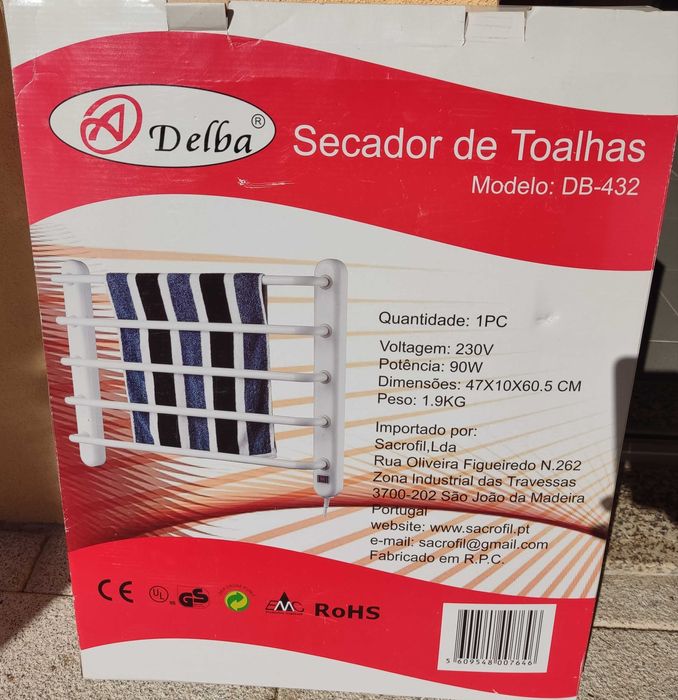 Delba ®
Secador de Toalhas
Modelo: DB-432
Quantidade: 1PC
Voltagem: 230V
Potência: 90W
Dimensões: 47X10X60.5 CM
Peso: 1.9KG
Importado por:
Sacrofil,Lda
Rua Oliveira Figueiredo N.262
Zona Industrial das Travessas
3700-202 São João da Madeira
Portugal
website: www.sacrofil.pt
e-mail: sacrofil@gmail.com
Fabricado em R.P.C.
CE UL GS EMC RoHS
5 609548 007646